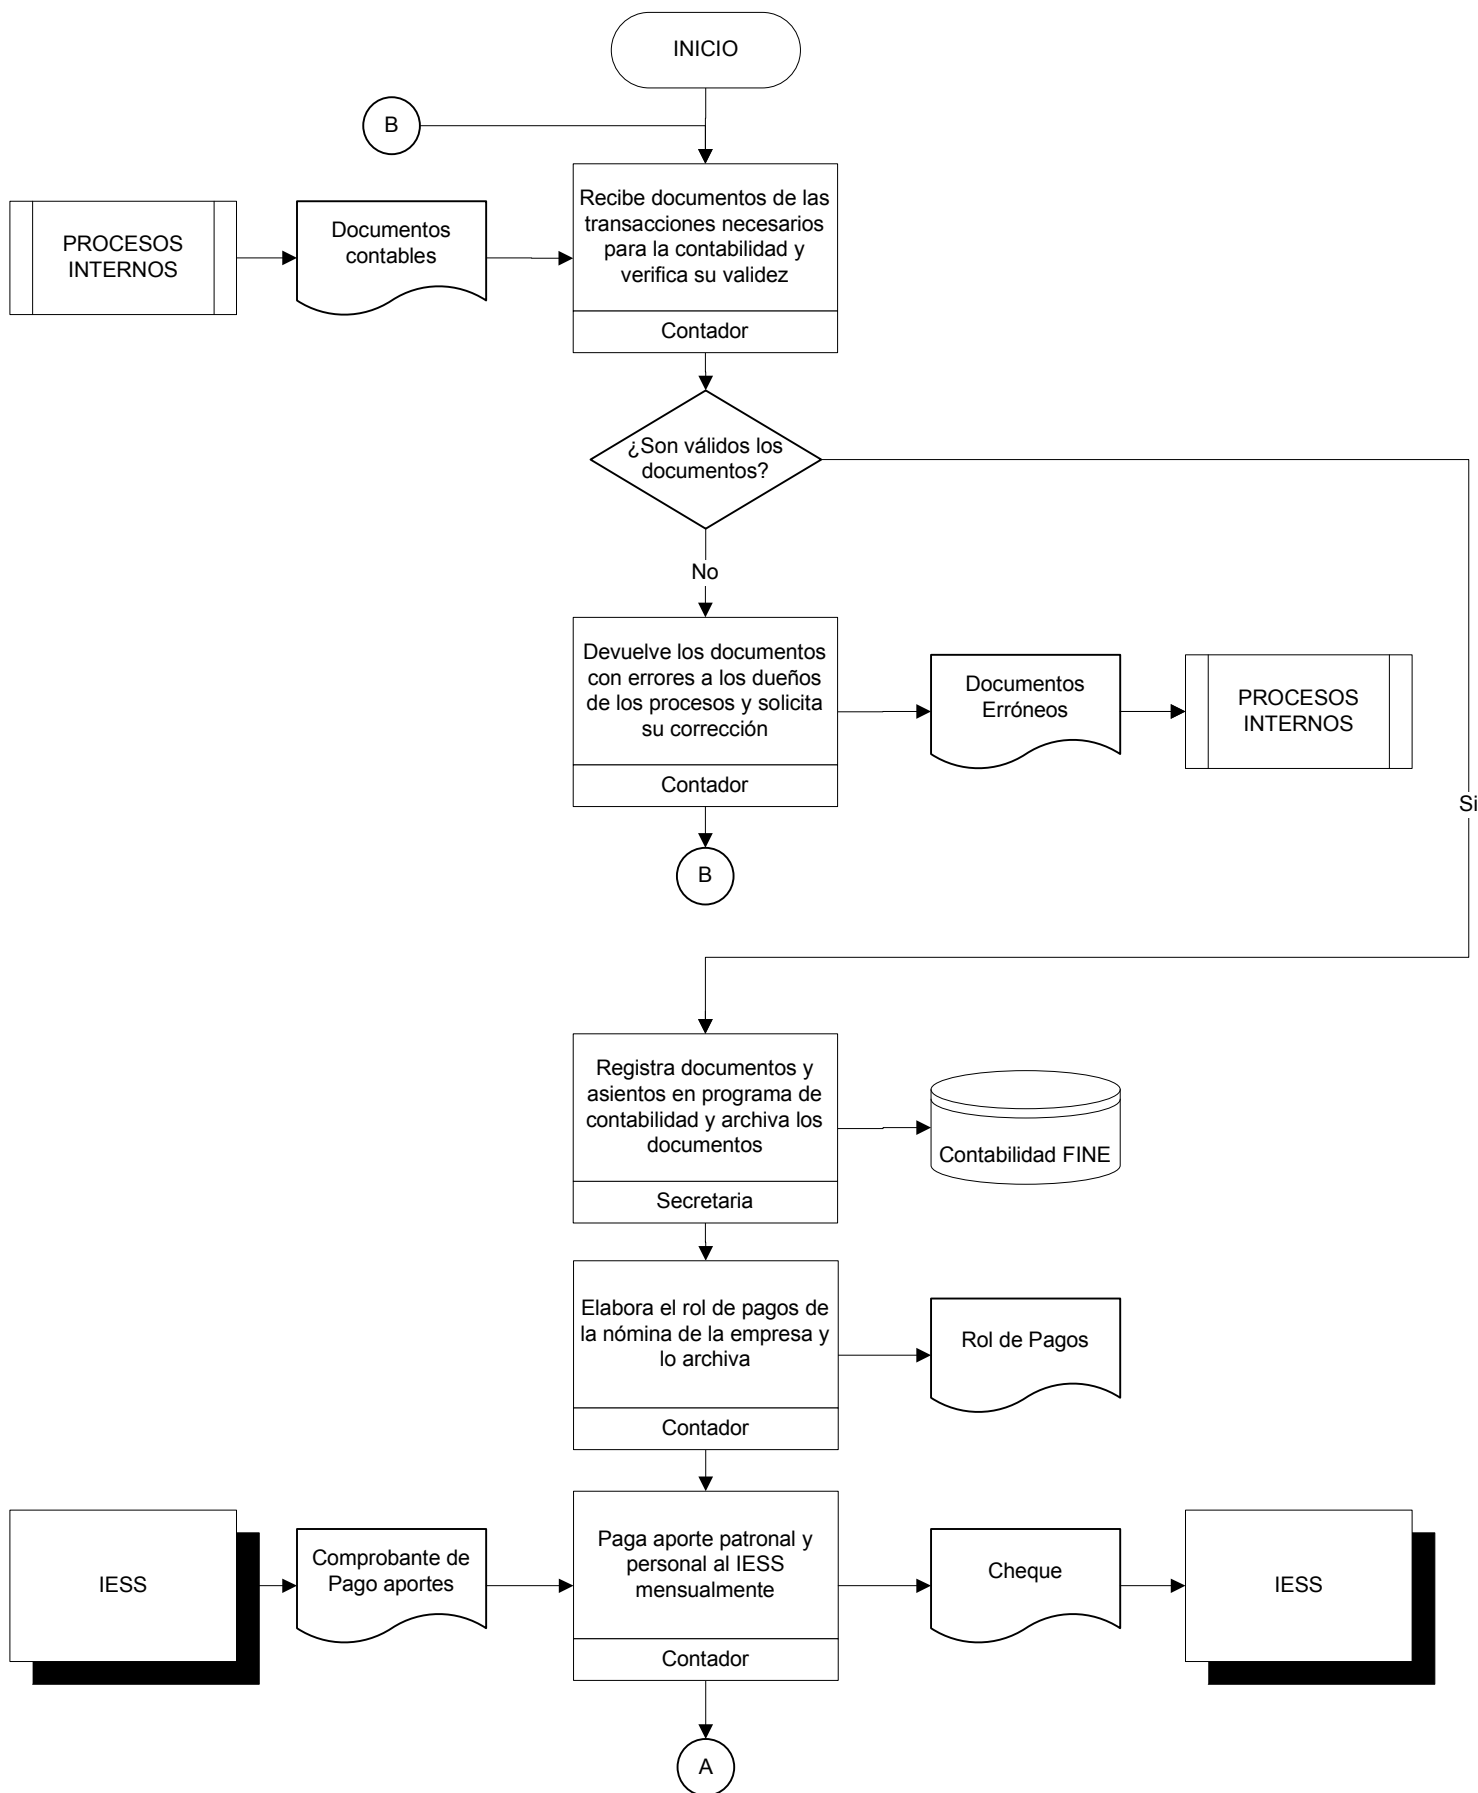 INICIO
B
Recibe documentos de las
transacciones necesarios
para la contabilidad y
verifica su validez
Contador
PROCESOS
INTERNOS
Documentos
contables
¿Son válidos los
documentos?
No
Si
Devuelve los documentos
con errores a los dueños
de los procesos y solicita
su corrección
Contador
Documentos
Erróneos
PROCESOS
INTERNOS
B
Registra documentos y
asientos en programa de
contabilidad y archiva los
documentos
Secretaria
Contabilidad FINE
Elabora el rol de pagos de
la nómina de la empresa y
lo archiva
Contador
Rol de Pagos
IESS
Comprobante de
Pago aportes
Paga aporte patronal y
personal al IESS
mensualmente
Contador
Cheque
IESS
A